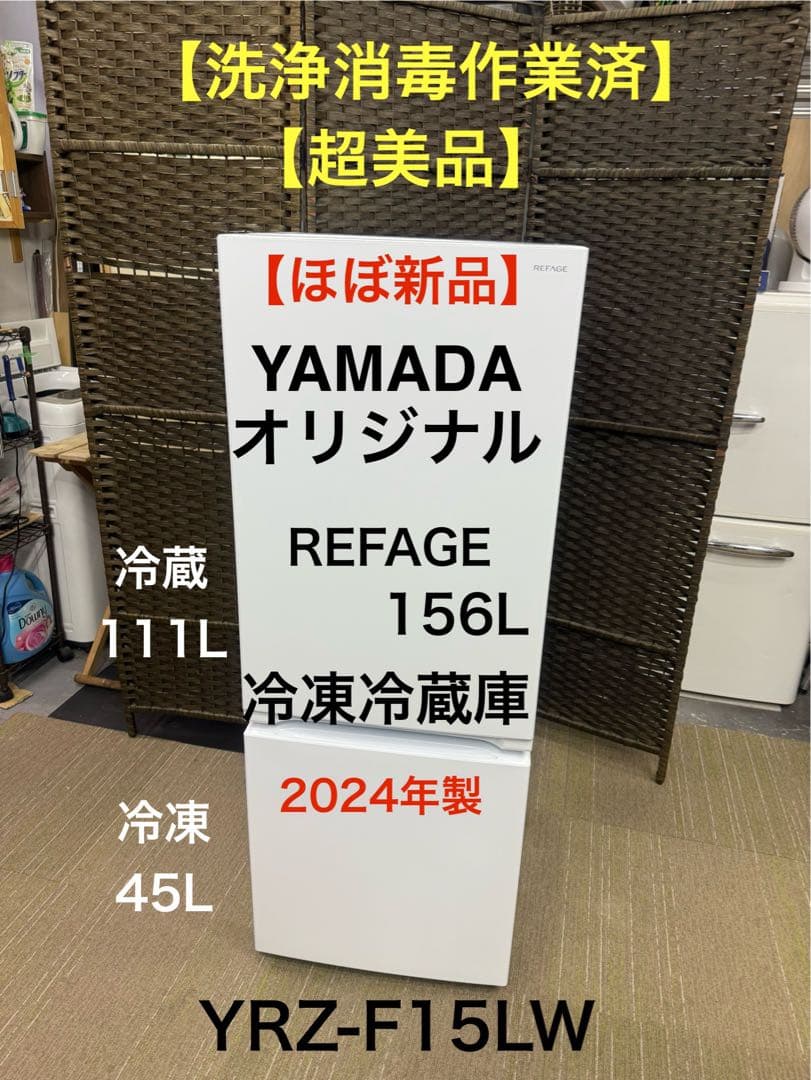 【洗浄消毒作業済】
【超美品】
REFAGE
【ほぼ新品】
YAMADA
オリジナル
REFAGE
156L
冷蔵
111L
冷凍冷蔵庫
2024年製
冷凍
45L
Downy
YRZ-F15LW